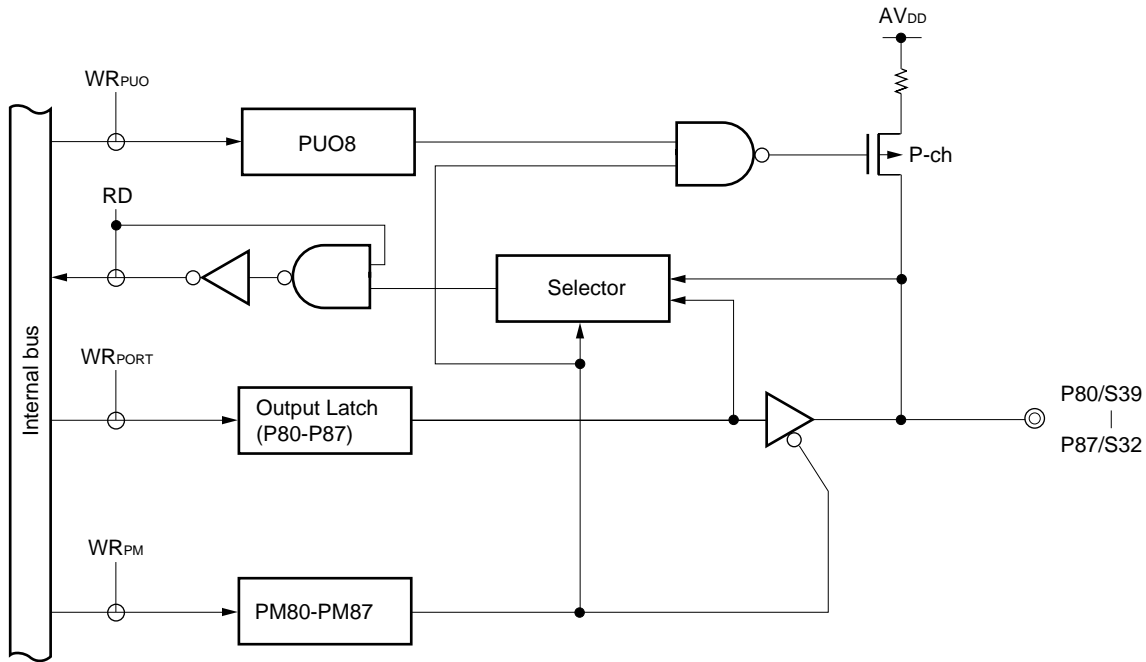 AVDD
WRPUO
PUO8
P-ch
RD
Selector
Internal bus
WRPORT
Output Latch
(P80-P87)
P80/S39
P87/S32
WRPM
PM80-PM87